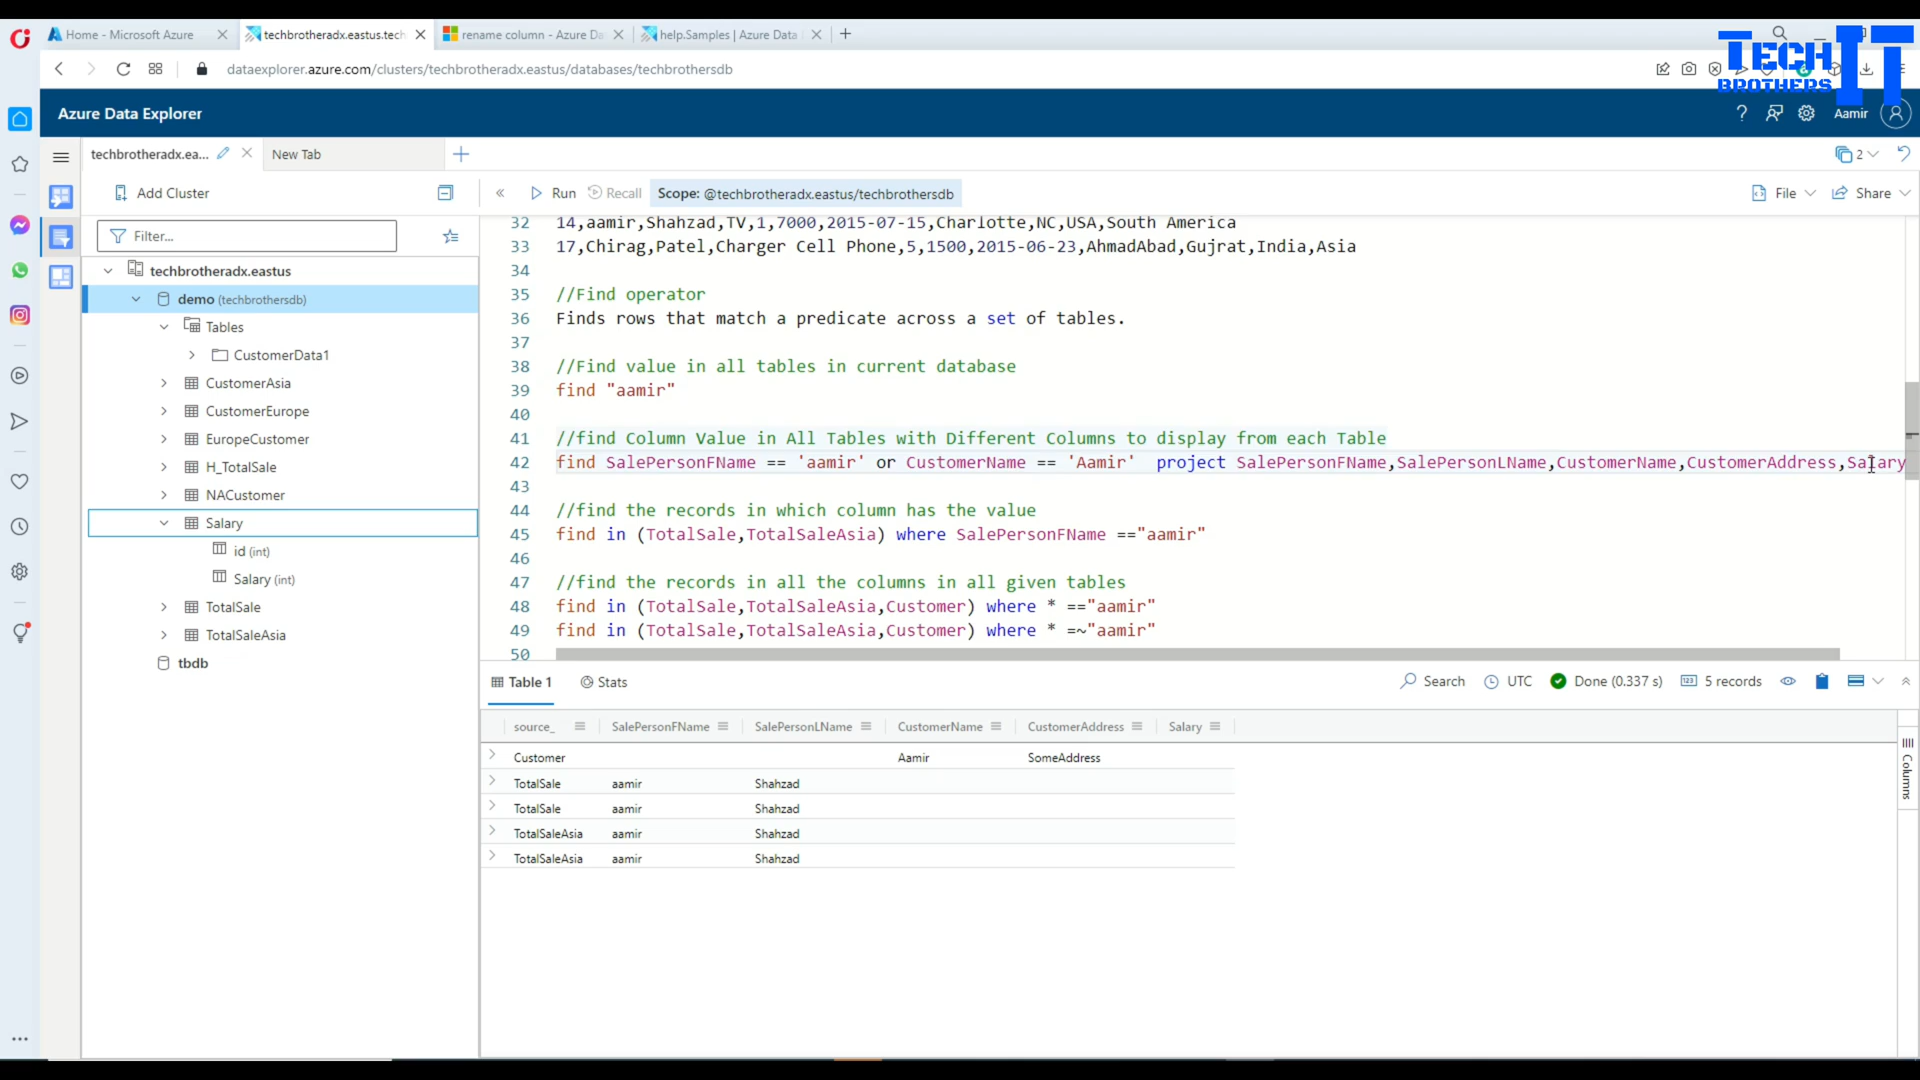 Home - Microsoft Azure
techbrotheradx.eastus.tech
rename column - Azure Da
help.Samples | Azure Data
dataexplorer.azure.com/clusters/techbrotheradx.eastus/databases/techbrothersdb
TECH IT
BROTHERS
Azure Data Explorer
Aamir
techbrotheradx.ea...
New Tab
2
Add Cluster
Run
Recall
Scope: @techbrotheradx.eastus/techbrothersdb
File
Share
Filter...
techbrotheradx.eastus
demo (techbrothersdb)
Tables
CustomerData1
CustomerAsia
CustomerEurope
EuropeCustomer
H_TotalSale
NACustomer
Salary
id (int)
Salary (int)
TotalSale
TotalSaleAsia
tbdb
32 14,aamir,Shahzad,TV,1,7000,2015-07-15,Charlotte,NC,USA,South America
33 17,Chirag,Patel,Charger Cell Phone,5,1500,2015-06-23,AhmadAbad,Gujrat,India,Asia
34
35 //Find operator
36 Finds rows that match a predicate across a set of tables.
37
38 //Find value in all tables in current database
39 find "aamir"
40
41 //find Column Value in All Tables with Different Columns to display from each Table
42 find SalePersonFName == 'aamir' or CustomerName == 'Aamir'  project SalePersonFName,SalePersonLName,CustomerName,CustomerAddress,Salary
43
44 //find the records in which column has the value
45 find in (TotalSale,TotalSaleAsia) where SalePersonFName =="aamir"
46
47 //find the records in all the columns in all given tables
48 find in (TotalSale,TotalSaleAsia,Customer) where * =="aamir"
49 find in (TotalSale,TotalSaleAsia,Customer) where * =~"aamir"
50
Table 1
Stats
Search
UTC
Done (0.337 s)
5 records
source_ SalePersonFName SalePersonLName CustomerName CustomerAddress Salary
Customer Aamir SomeAddress
TotalSale aamir Shahzad
TotalSale aamir Shahzad
TotalSaleAsia aamir Shahzad
TotalSaleAsia aamir Shahzad
Columns